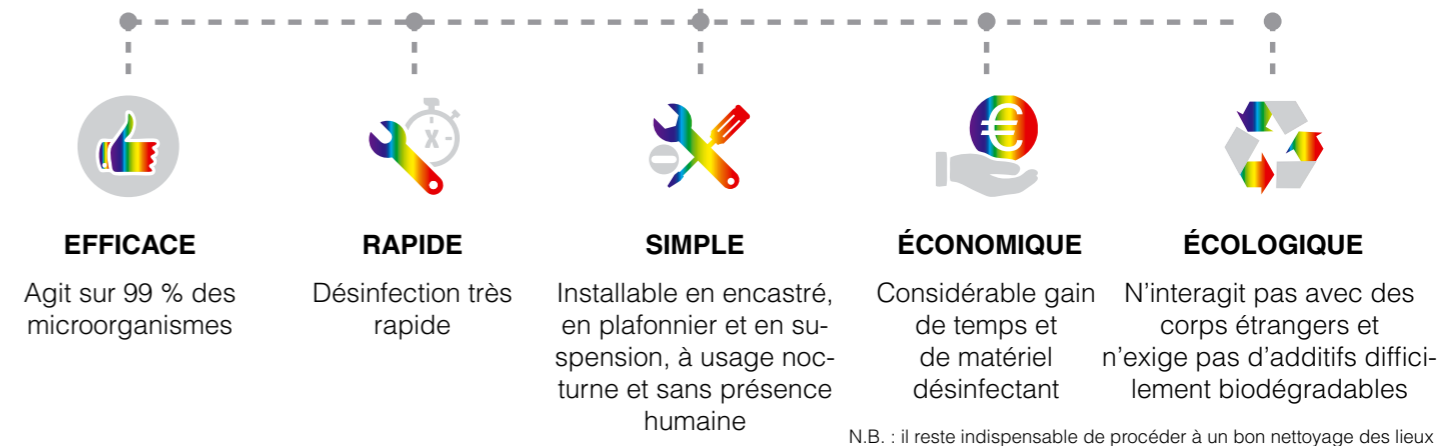 EFFICACE
Agit sur 99 % des
microorganismes
RAPIDE
Désinfection très
rapide
SIMPLE
Installable en encastré,
en plafonnier et en su-
spension, à usage noc-
turne et sans présence
humaine
ÉCONOMIQUE
Considérable gain
de temps et
de matériel
désinfectant
ÉCOLOGIQUE
N’interagit pas avec des
corps étrangers et
n’exige pas d’additifs diffici-
lement biodégradables
N.B. : il reste indispensable de procéder à un bon nettoyage des lieux
X
€